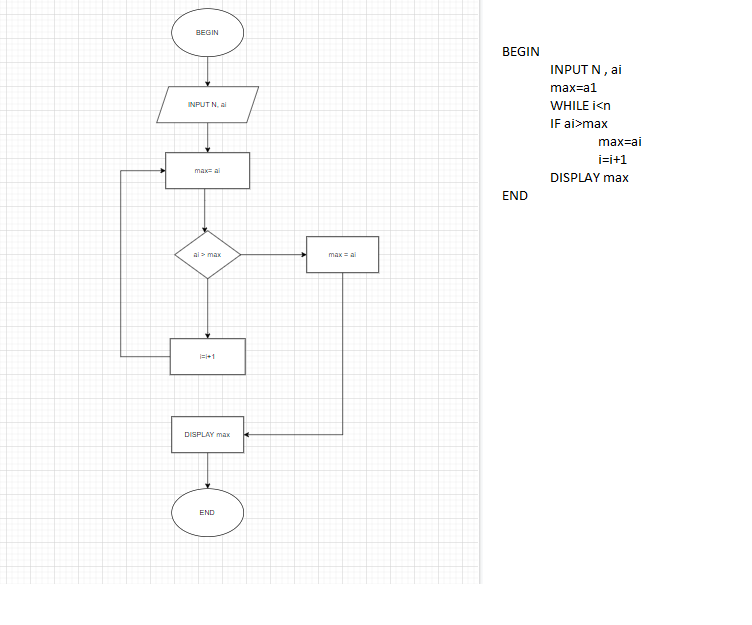 BEGIN
INPUT N, ai
max= ai
ai > max
max = ai
i=i+1
DISPLAY max
END
BEGIN
INPUT N , ai
max=a1
WHILE i<n
IF ai>max
max=ai
i=i+1
DISPLAY max
END